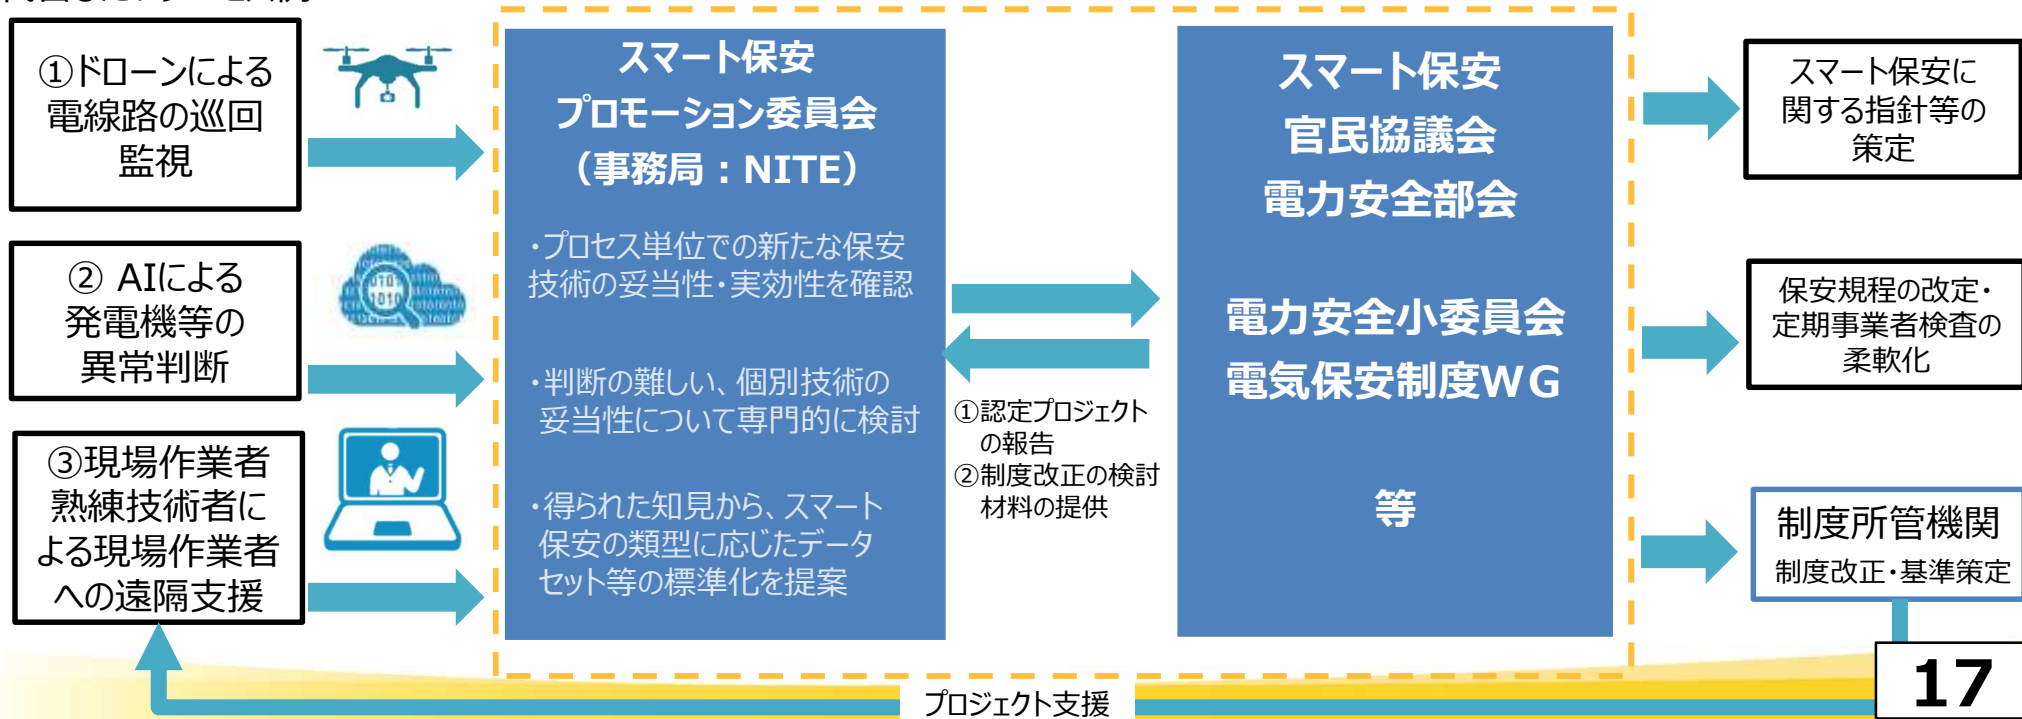 ①ドローンによる
電線路の巡回
監視
② AIによる
発電機等の
異常判断
③現場作業者
熟練技術者に
よる現場作業者
への遠隔支援
スマート保安
プロモーション委員会
（事務局：NITE）
・プロセス単位での新たな保安
技術の妥当性・実効性を確認
・判断の難しい、個別技術の
妥当性について専門的に検討
・得られた知見から、スマート
保安の類型に応じたデータ
セット等の標準化を提案
①認定プロジェクト
の報告
②制度改正の検討
材料の提供
スマート保安
官民協議会
電力安全部会
電力安全小委員会
電気保安制度WG
等
スマート保安に
関する指針等の
策定
保安規程の改定・
定期事業者検査の
柔軟化
制度所管機関
制度改正・基準策定
プロジェクト支援
17